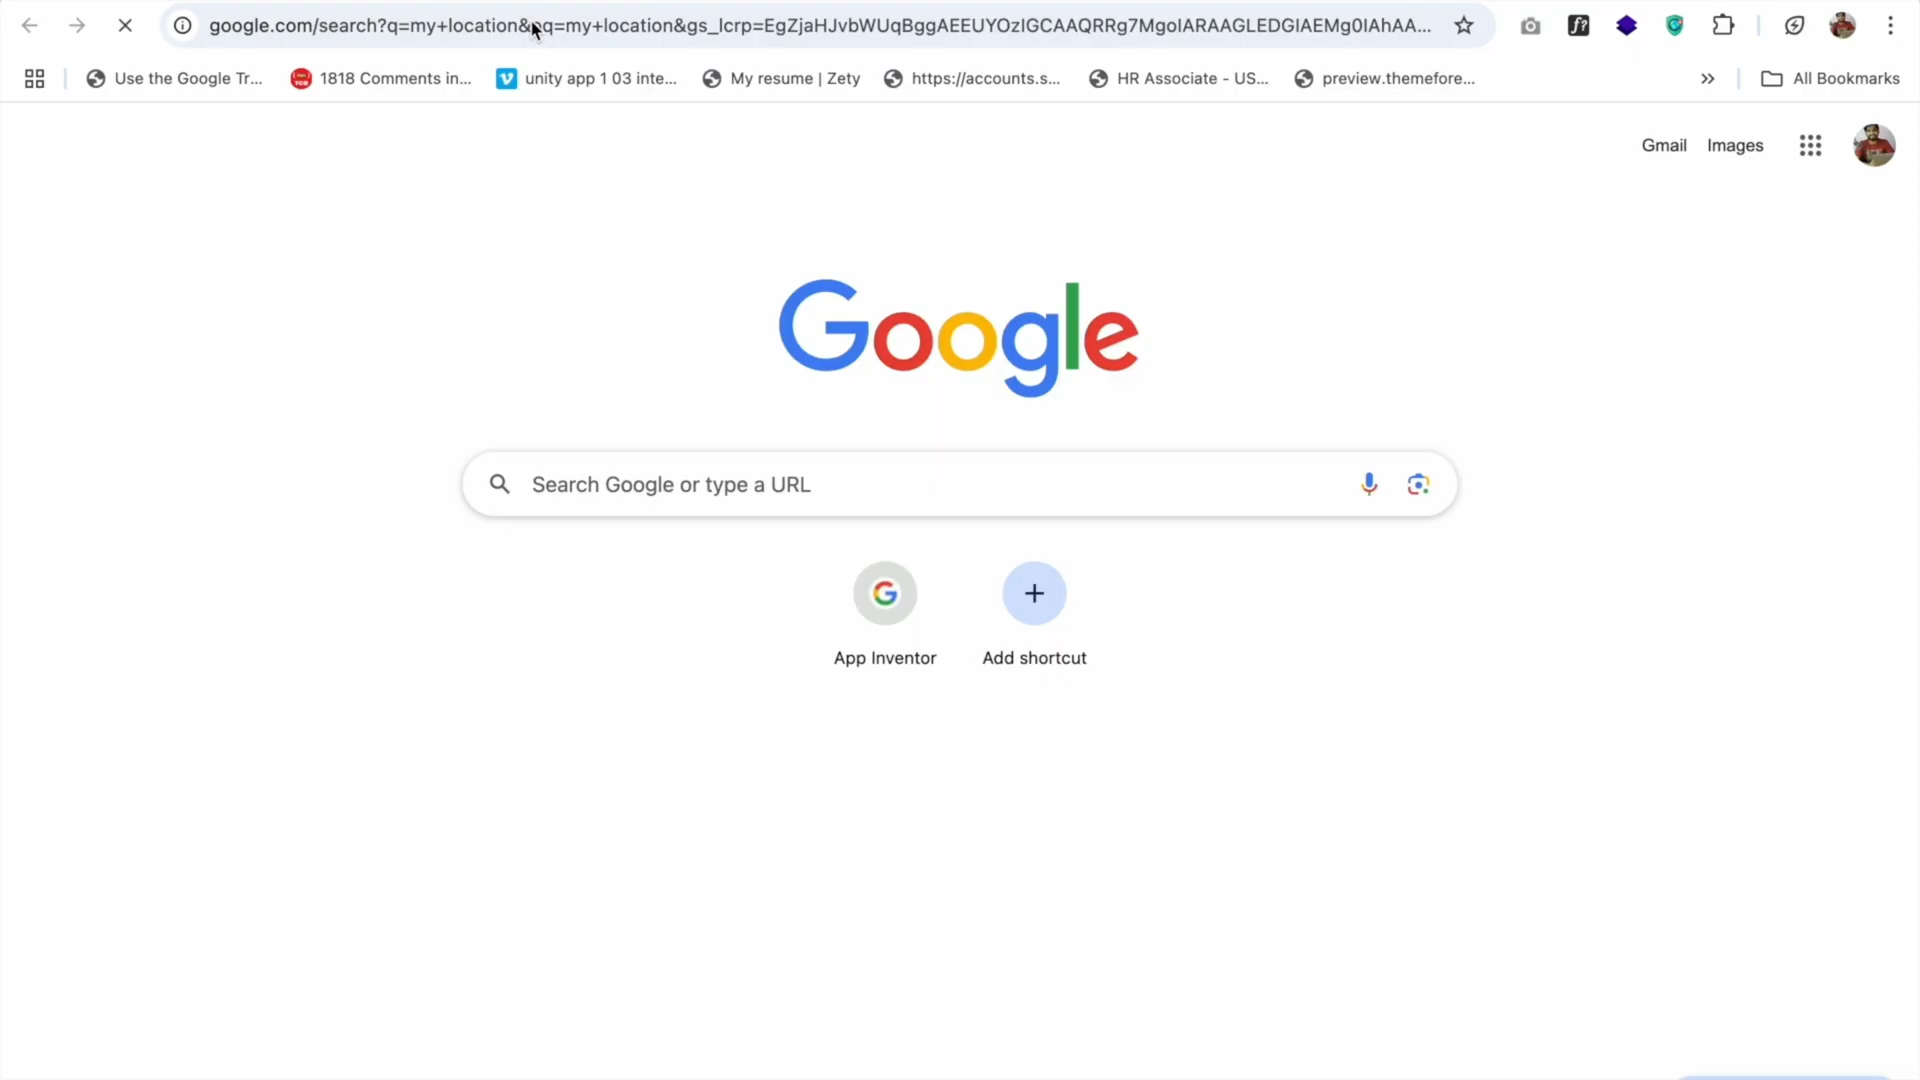 google.com/search?q=my+location&oq=my+location&gs_lcrp=EgZjaHJvbWUqBggAEEUYOzIGCAAQRRg7MgoIARAAGLEDGIAEMg0IAhAA...
Use the Google Tr...
1818 Comments in...
unity app 1 03 inte...
My resume | Zety
https://accounts.s...
HR Associate - US...
preview.themefore...
All Bookmarks
Gmail
Images
Google
Search Google or type a URL
App Inventor
Add shortcut